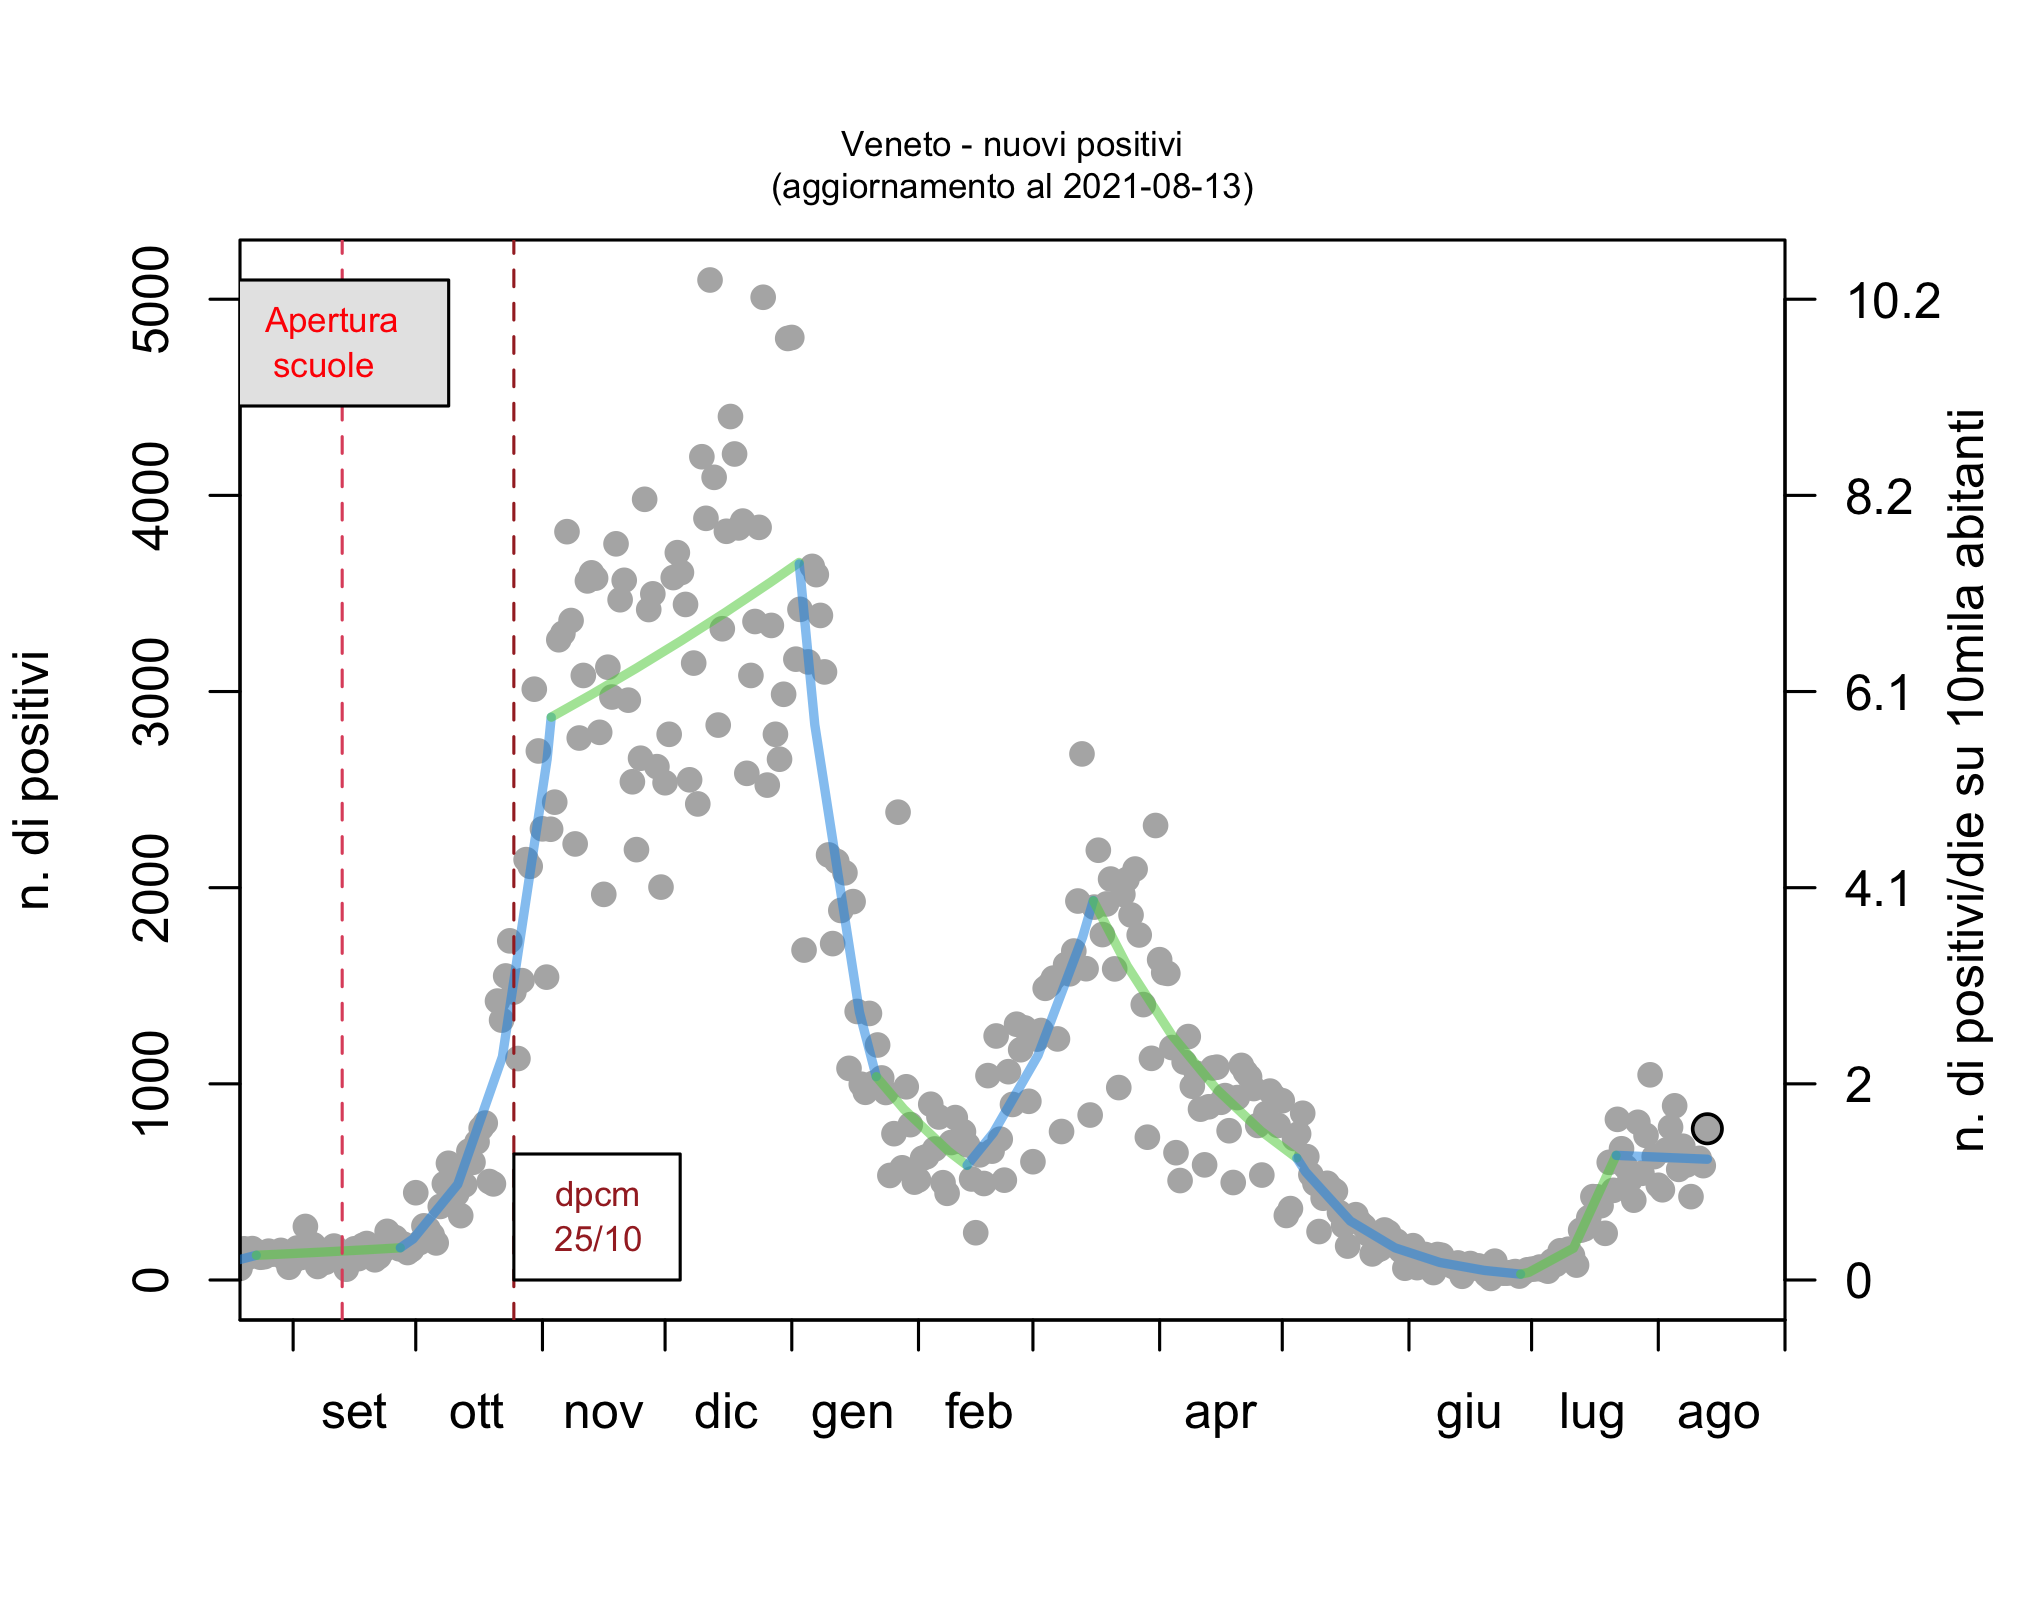 Veneto - nuovi positivi
(aggiornamento al 2021-08-13)
n. di positivi
5000
4000
3000
2000
1000
0
Apertura
scuole
dpcm
25/10
10.2
8.2
6.1
4.1
2
0
n. di positivi/die su 10mila abitanti
set ott nov dic gen feb apr giu lug ago